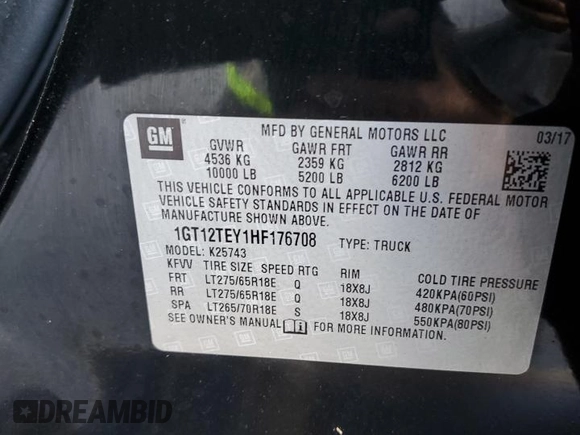 GM
MFD BY GENERAL MOTORS LLC 03/17
GVWR GAWR FRT GAWR RR
4536 KG 2359 KG 2812 KG
10000 LB 5200 LB 6200 LB
THIS VEHICLE CONFORMS TO ALL APPLICABLE U.S. FEDERAL MOTOR
VEHICLE SAFETY STANDARDS IN EFFECT ON THE DATE OF
MANUFACTURE SHOWN ABOVE.
1GT12TEY1HF176708 TYPE: TRUCK
MODEL: K25743
KFVV TIRE SIZE SPEED RTG RIM COLD TIRE PRESSURE
FRT LT275/65R18E Q 18X8J 420KPA(60PSI)
RR LT275/65R18E Q 18X8J 480KPA(70PSI)
SPA LT265/70R18E S 18X8J 550KPA(80PSI)
SEE OWNER'S MANUAL FOR MORE INFORMATION.
DREAMBID